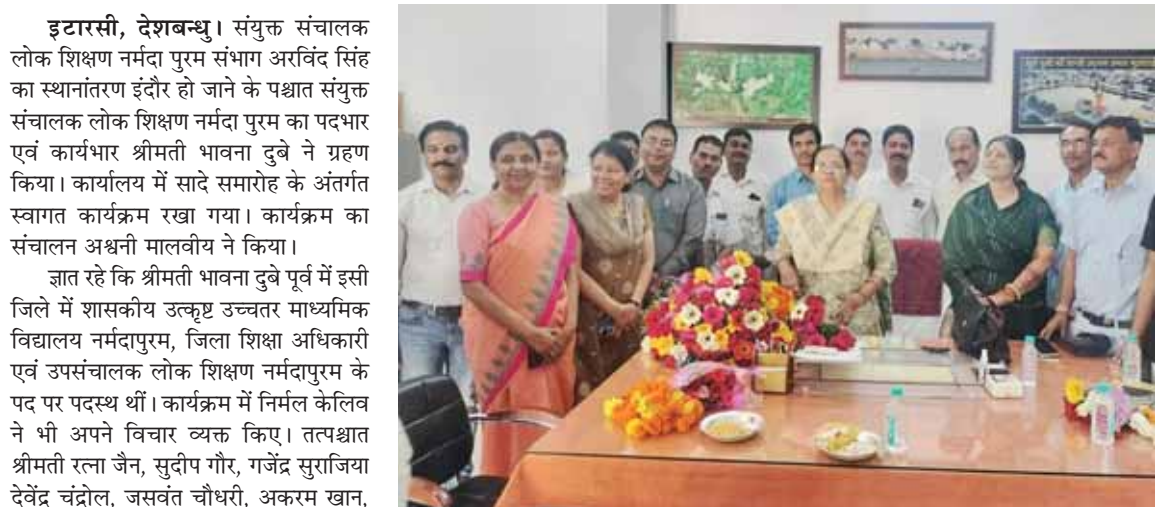 इटारसी, देशबन्धु। संयुक्त संचालक
लोक शिक्षण नर्मदा पुरम संभाग अरविंद सिंह
का स्थानांतरण इंदौर हो जाने के पश्चात संयुक्त
संचालक लोक शिक्षण नर्मदा पुरम का पदभार
एवं कार्यभार श्रीमती भावना दुबे ने ग्रहण
किया। कार्यालय में सादे समारोह के अंतर्गत
स्वागत कार्यक्रम रखा गया। कार्यक्रम का
संचालन अश्वनी मालवीय ने किया।
ज्ञात रहे कि श्रीमती भावना दुबे पूर्व में इसी
जिले में शासकीय उत्कृष्ट उच्चतर माध्यमिक
विद्यालय नर्मदापुरम, जिला शिक्षा अधिकारी
एवं उपसंचालक लोक शिक्षण नर्मदापुरम के
पद पर पदस्थ थीं। कार्यक्रम में निर्मल केलिव
ने भी अपने विचार व्यक्त किए। तत्पश्चात
श्रीमती रत्ना जैन, सुदीप गौर, गजेंद्र सुराजिया
देवेंद्र चंद्रोल, जसवंत चौधरी, अकरम खान,